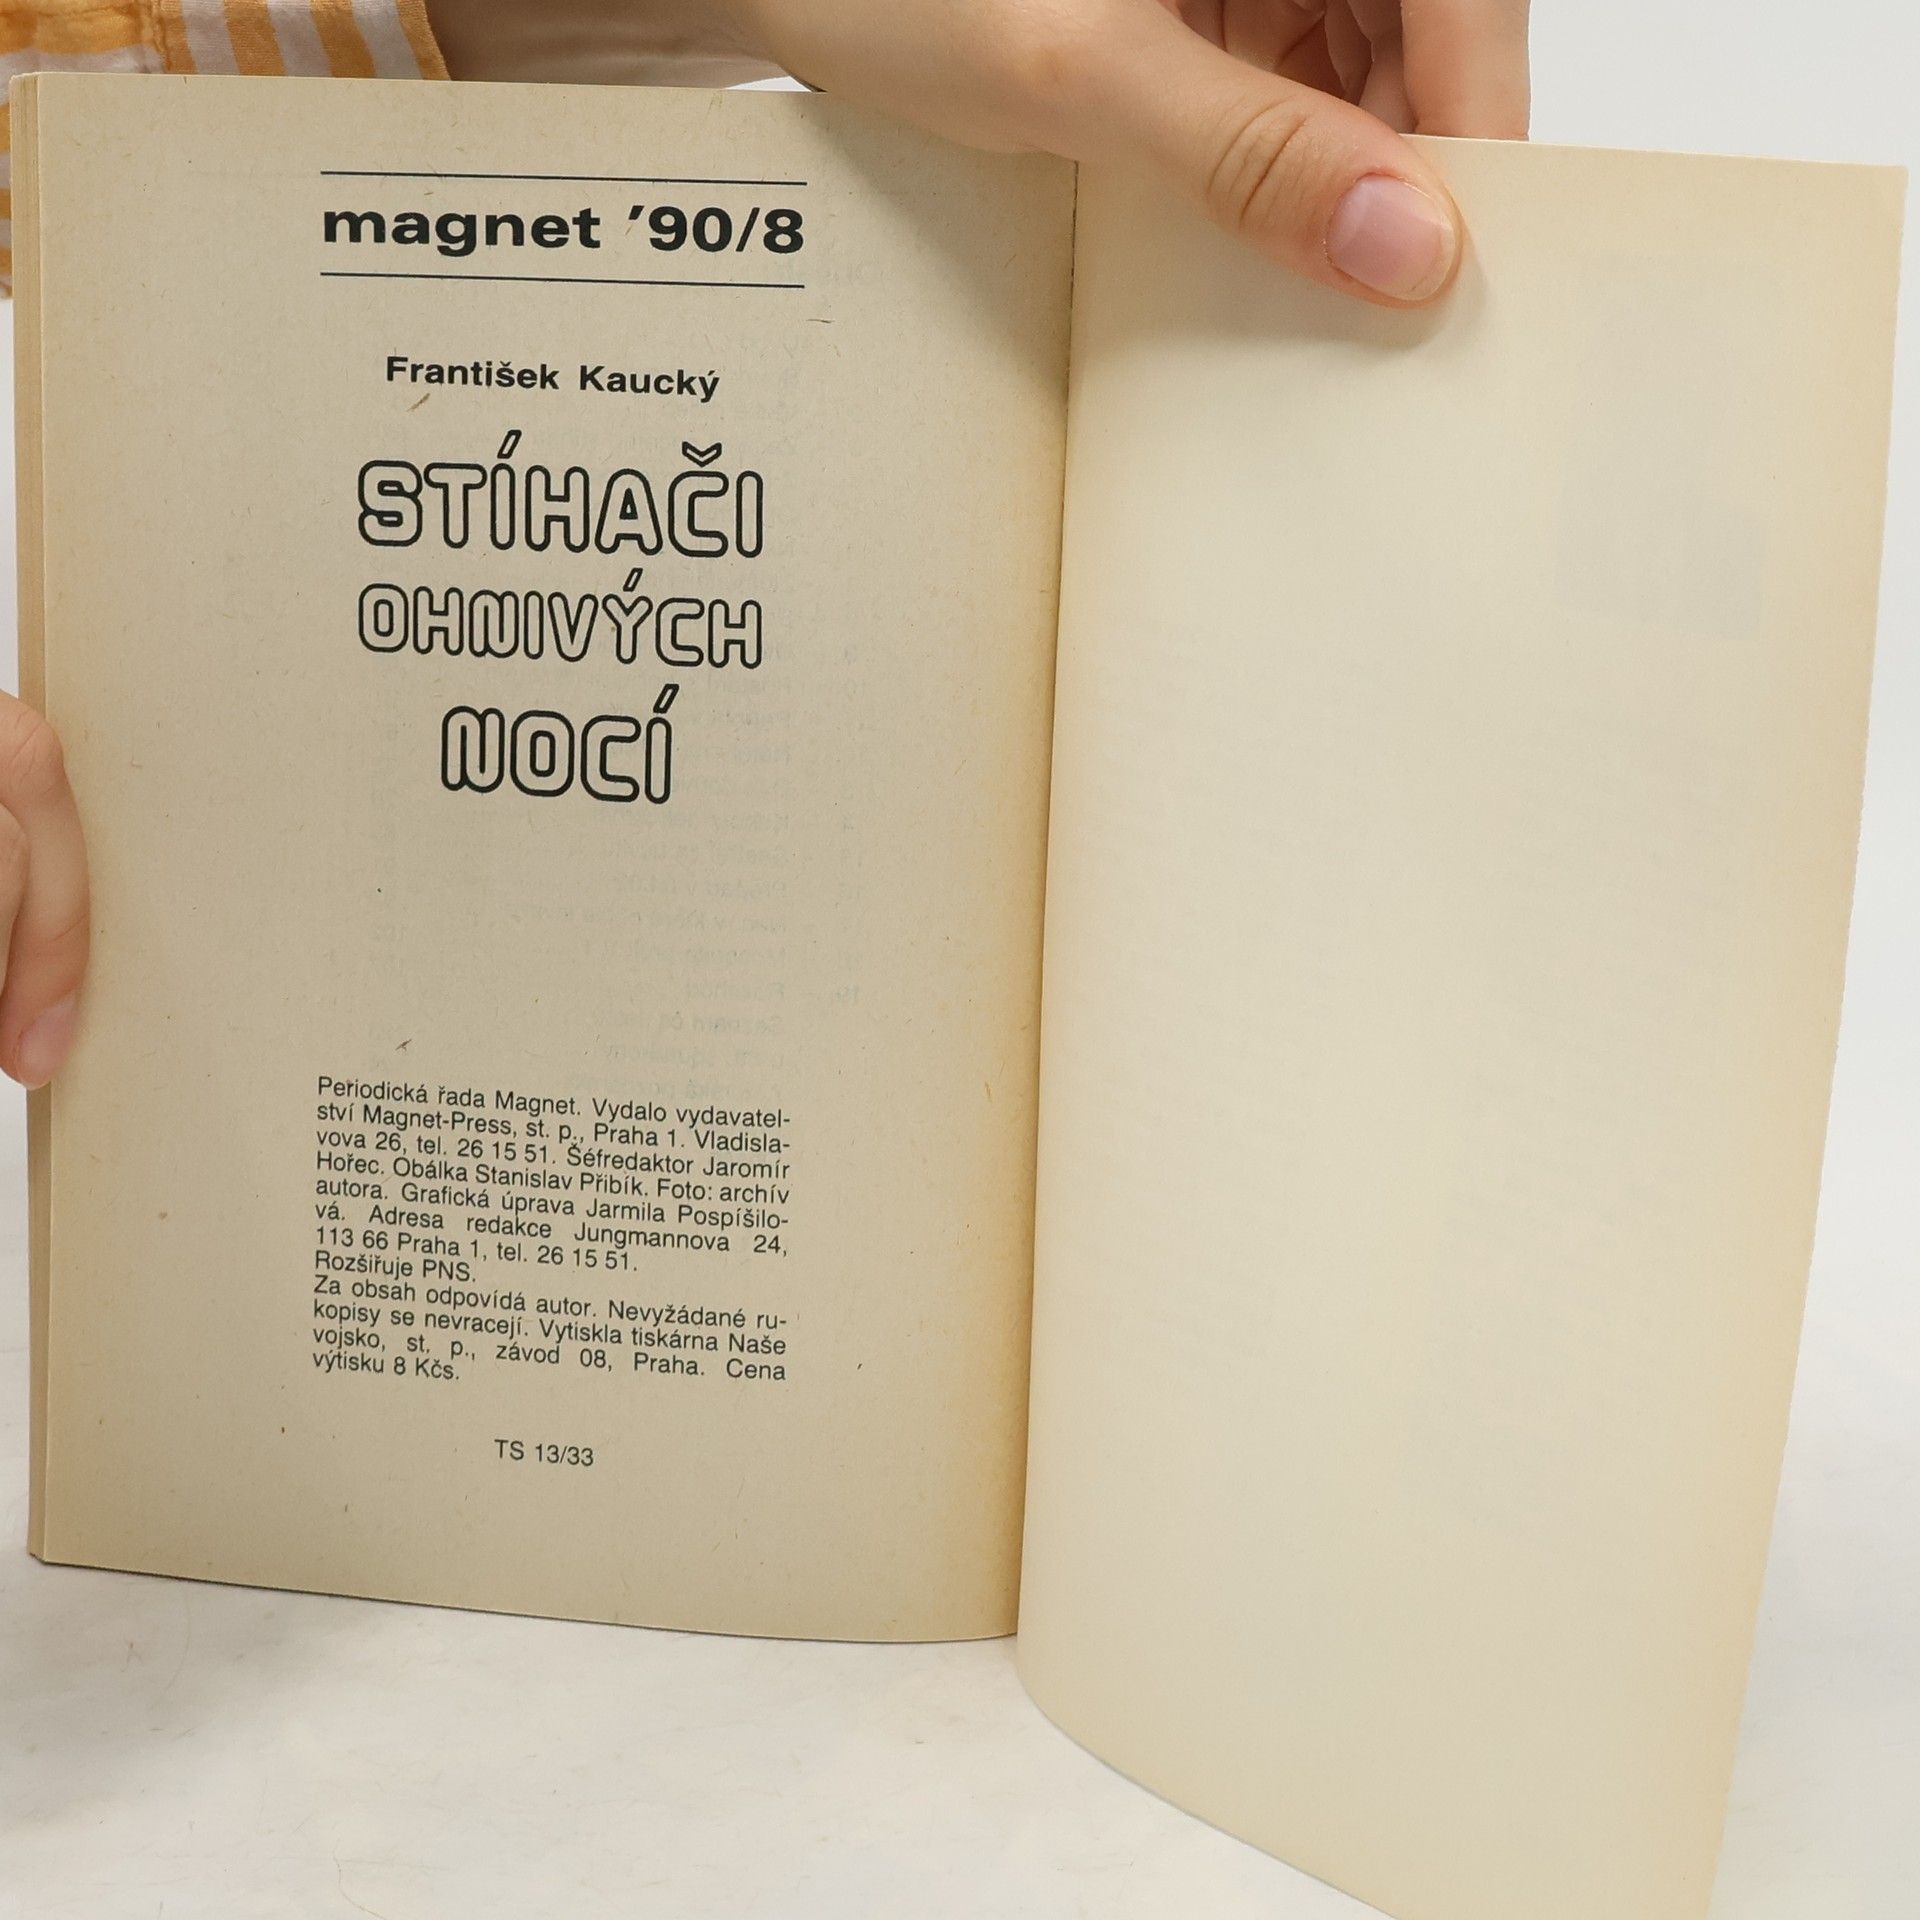 magnet ’90/8
František Kaucký
STÍHAČI
OHNIVÝCH
NOCÍ
Periodická řada Magnet. Vydalo vydavatel-
ství Magnet-Press, st. p., Praha 1. Vladisla-
vova 26, tel. 26 15 51. Šéfredaktor Jaromír
Hořec. Obálka Stanislav Přibík. Foto: archív
autora. Grafická úprava Jarmila Pospíšilo-
vá. Adresa redakce Jungmannova 24,
113 66 Praha 1, tel. 26 15 51.
Rozšiřuje PNS.
Za obsah odpovídá autor. Nevyžádané ru-
kopisy se nevracejí. Vytiskla tiskárna Naše
vojsko, st. p., závod 08, Praha. Cena
výtisku 8 Kčs.
TS 13/33